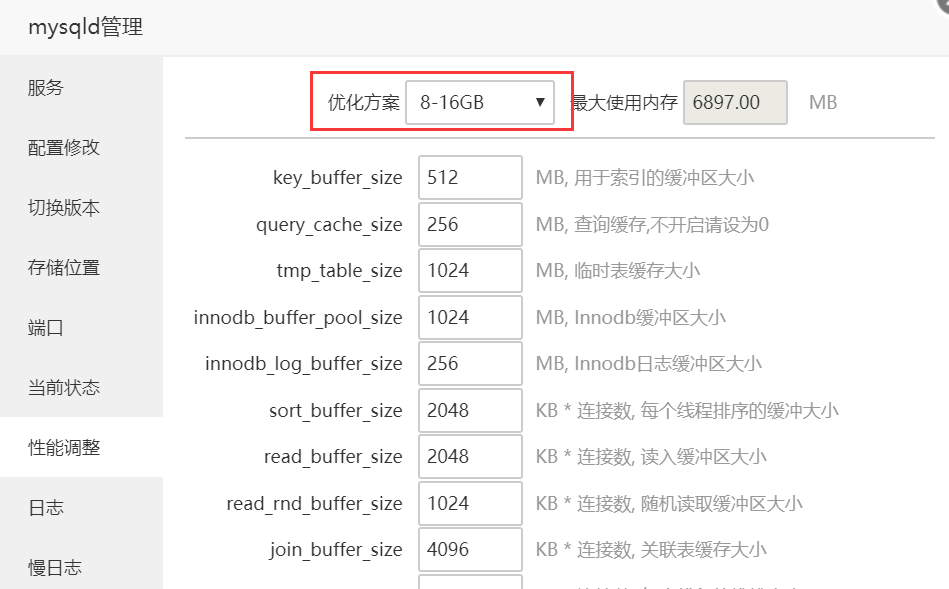 mysqld管理
服务
配置修改
切换版本
存储位置
端口
当前状态
性能调整
日志
慢日志
优化方案 8-16GB 最大使用内存 6897.00 MB
key_buffer_size 512 MB, 用于索引的缓冲区大小
query_cache_size 256 MB, 查询缓存,不开启请设为0
tmp_table_size 1024 MB, 临时表缓存大小
innodb_buffer_pool_size 1024 MB, Innodb缓冲区大小
innodb_log_buffer_size 256 MB, Innodb日志缓冲区大小
sort_buffer_size 2048 KB * 连接数, 每个线程排序的缓冲大小
read_buffer_size 2048 KB * 连接数, 读入缓冲区大小
read_rnd_buffer_size 1024 KB * 连接数, 随机读取缓冲区大小
join_buffer_size 4096 KB * 连接数, 关联表缓存大小